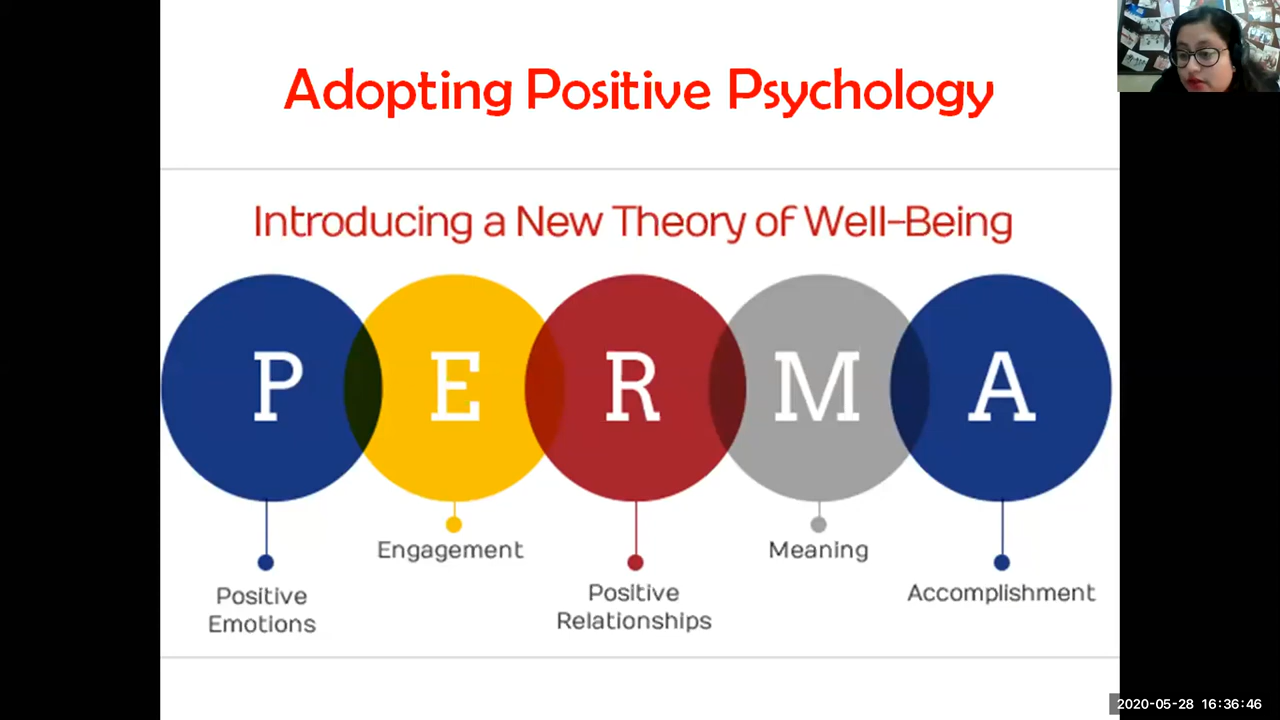 Adopting Positive Psychology
Introducing a New Theory of Well-Being
P E R M A
Engagement
Meaning
Positive
Emotions
Positive
Relationships
Accomplishment
2020-05-28 16:36:46